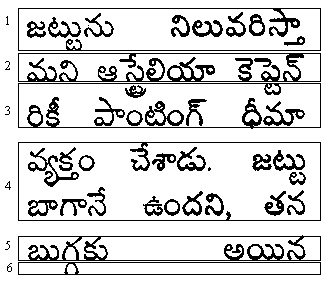 1 జట్టును నిలువరిస్తా
2 మని ఆస్ట్రేలియా కెప్టెన్
3 రికీ పాంటింగ్ ధీమా
వ్యక్తం చేశాడు. జట్టు
4 బాగానే ఉందని, తన
5 బుగ్గకు అయిన
6